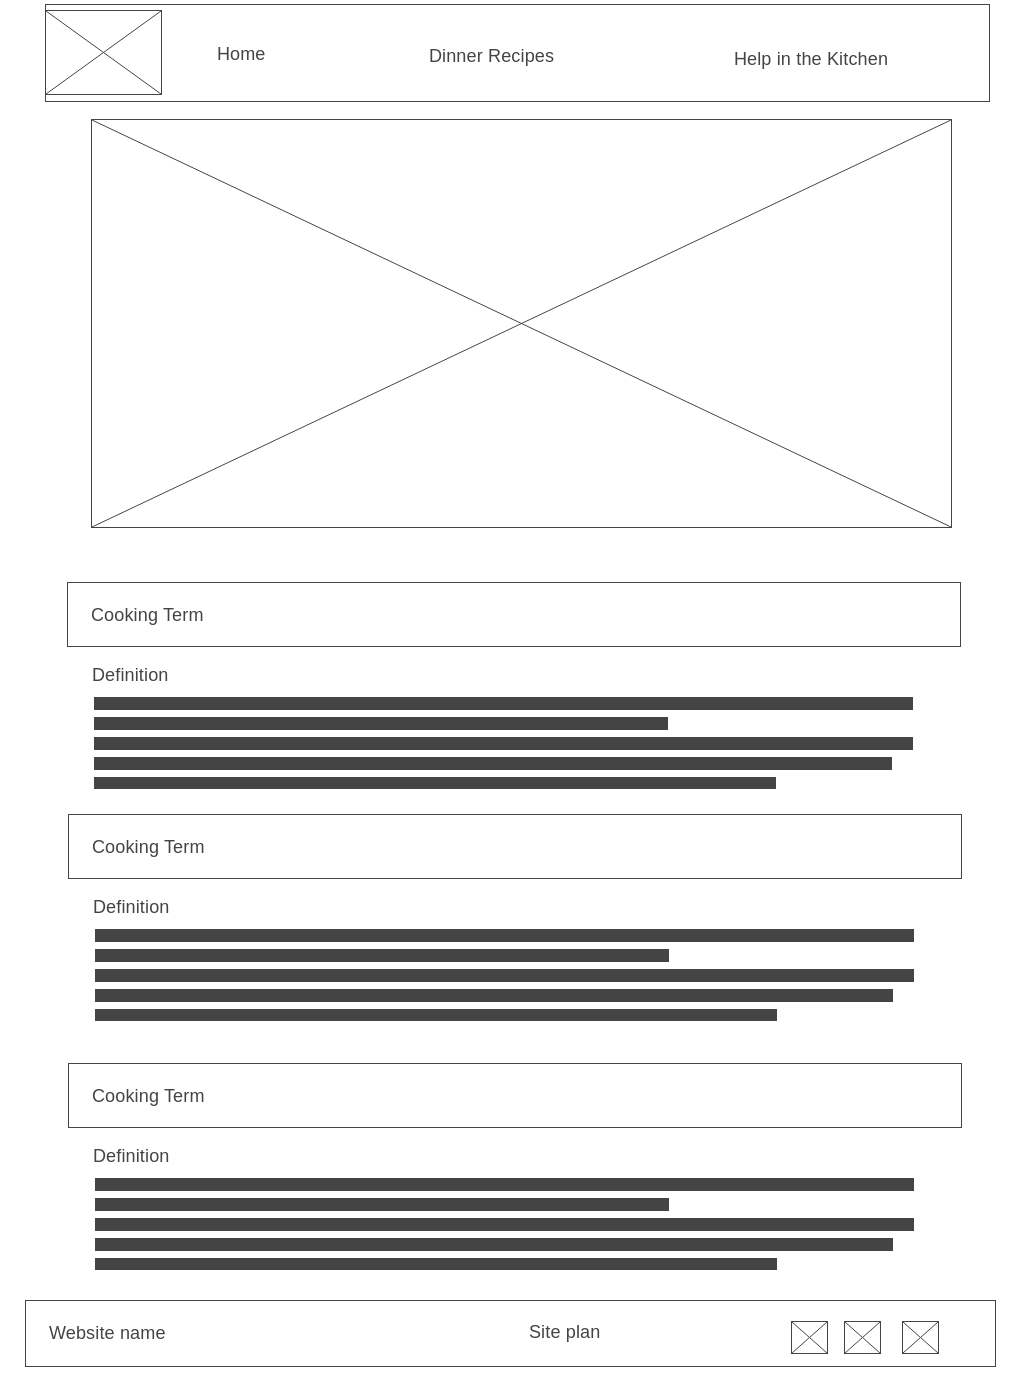 Home
Dinner Recipes
Help in the Kitchen
Cooking Term
Definition
Cooking Term
Definition
Cooking Term
Definition
Website name
Site plan